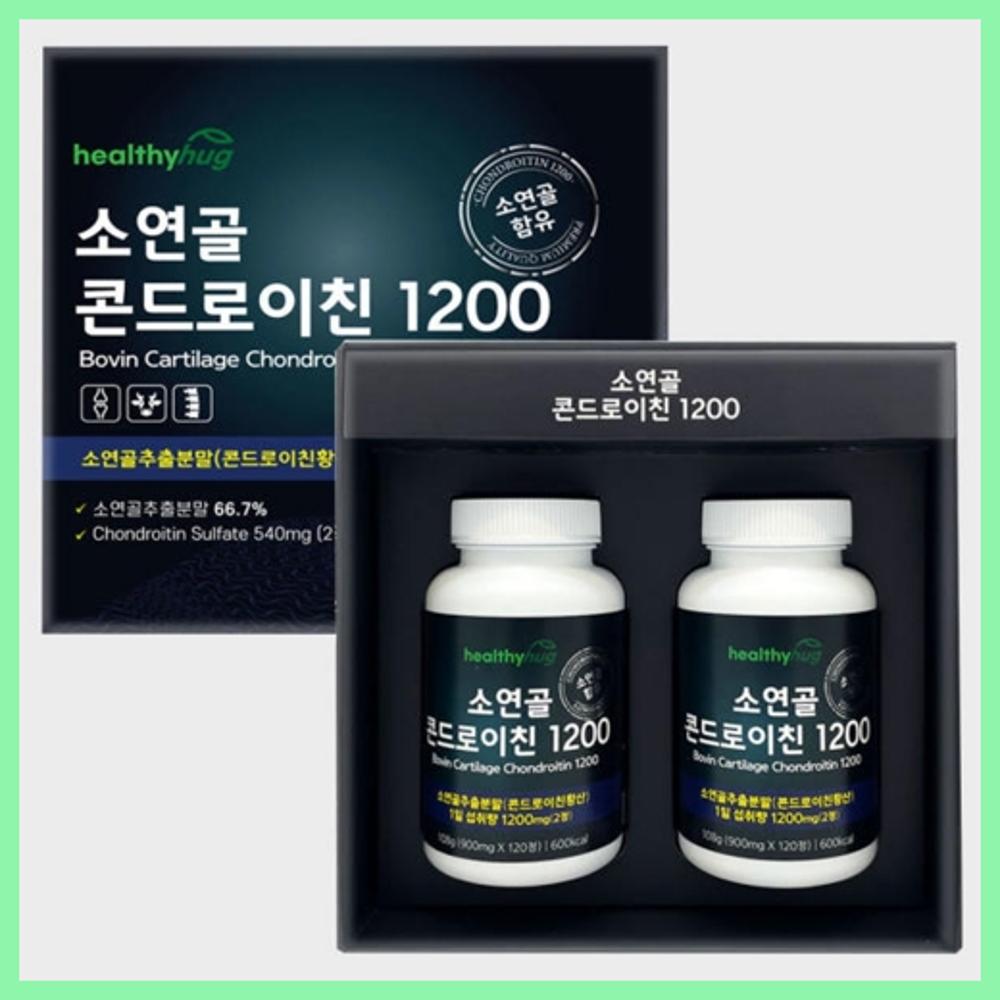 healthyhug
CHONDROITIN 1200
소연골
함유
PREMIUM QUALITY
소연골
콘드로이친 1200
Bovin Cartilage Chondro
소연골추출분말(콘드로이친황
✓ 소연골추출분말 66.7%
✓ Chondroitin Sulfate 540mg (2정
소연골
콘드로이친 1200
healthyhug
소연골
함유
소연골
콘드로이친 1200
Bovin Cartilage Chondroitin 1200
소연골추출분말(콘드로이친황산)
1일 섭취량 1200mg(2정)
108g (900mg X 120정) | 600kcal
healthyhug
소연골
콘드로이친 1200
Bovin Cartilage Chondroitin 1200
소연골추출분말(콘드로이친황산)
1일 섭취량 1200mg(2정)
108g (900mg X 120정) | 600kcal